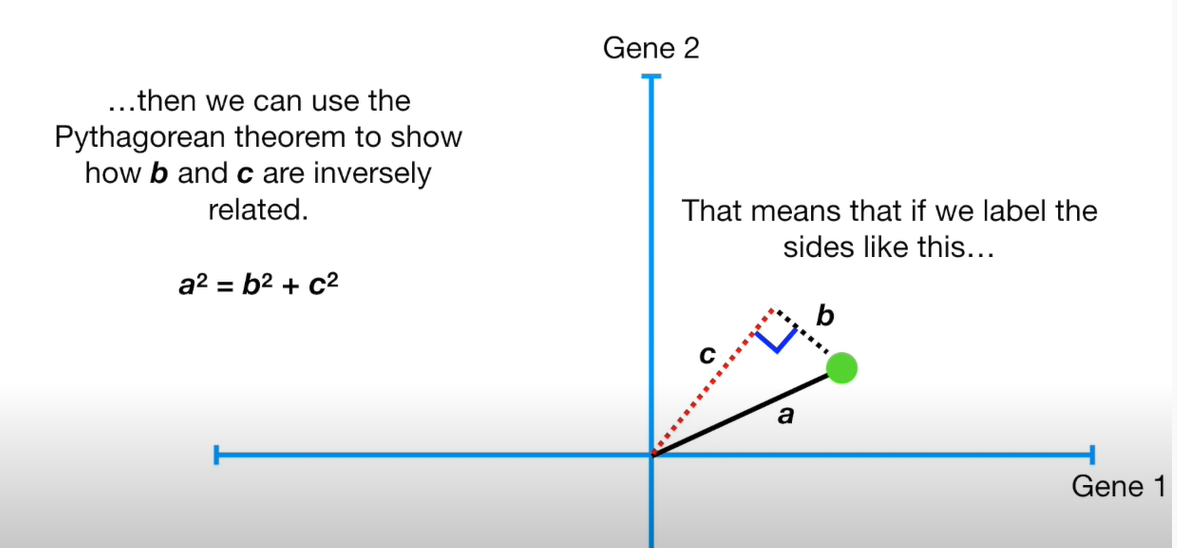 Gene 2
...then we can use the
Pythagorean theorem to show
how b and c are inversely
related.
a² = b² + c²
That means that if we label the
sides like this...
b
c
a
Gene 1